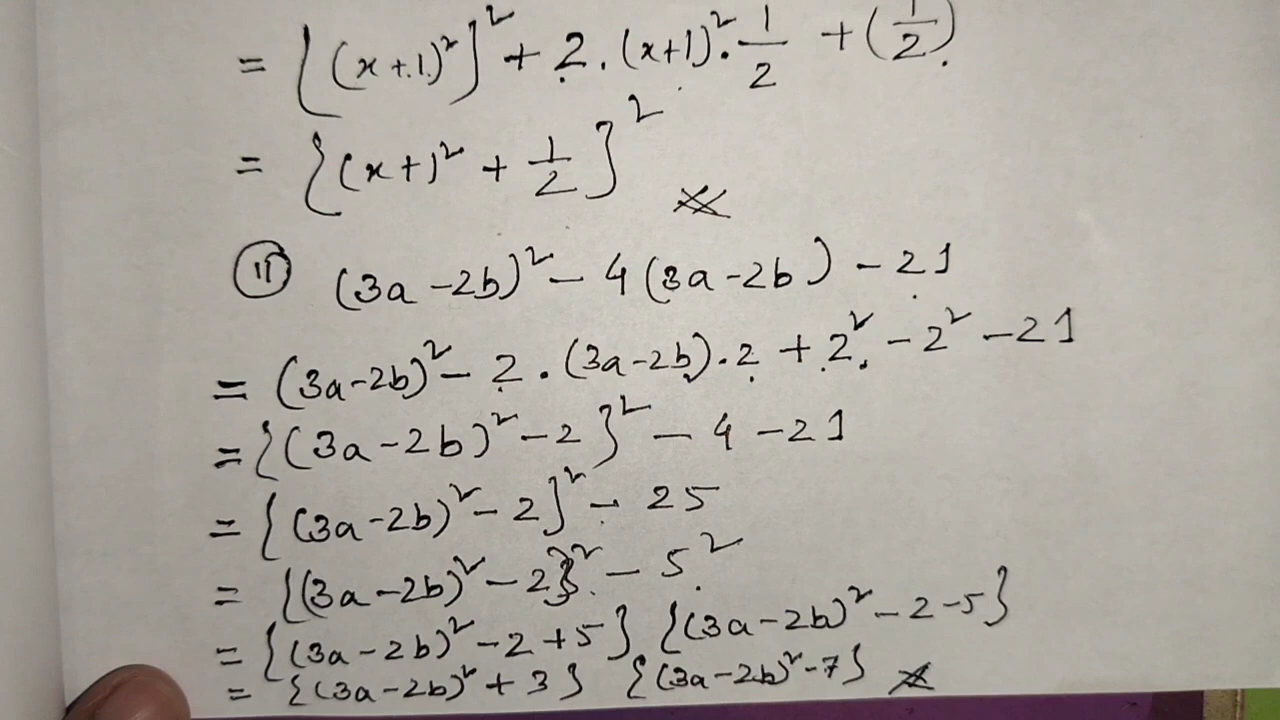 = {(x+1)²}² + 2.(x+1)².1/2 + (1/2)
= {(x+1)² + 1/2}²
(ii) (3a-2b)² - 4(3a-2b) - 21
= (3a-2b)² - 2.(3a-2b).2 + 2² - 2² - 21
= {(3a-2b)² - 2}² - 4 - 21
= {(3a-2b)² - 2}² - 25
= {(3a-2b)² - 2}² - 5²
= {(3a-2b)² - 2 + 5} {(3a-2b)² - 2 - 5}
= {(3a-2b)² + 3} {(3a-2b)² - 7}